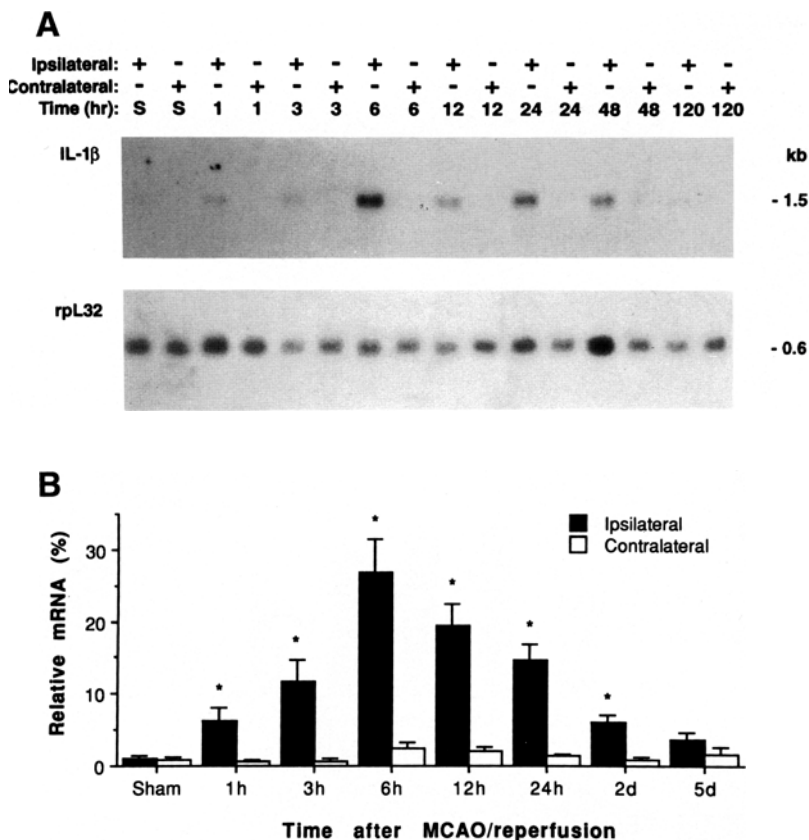 A
Ipsilateral: + - + - + - + - + - + - + - + -
Contralateral: - + - + - + - + - + - + - + - +
Time (hr): S S 1 1 3 3 6 6 12 12 24 24 48 48 120 120
IL-1β kb
- 1.5
rpL32
- 0.6
B
Relative mRNA (%)
30
20
10
0
* * * * * *
Ipsilateral
Contralateral
Sham 1h 3h 6h 12h 24h 2d 5d
Time after MCAO/reperfusion